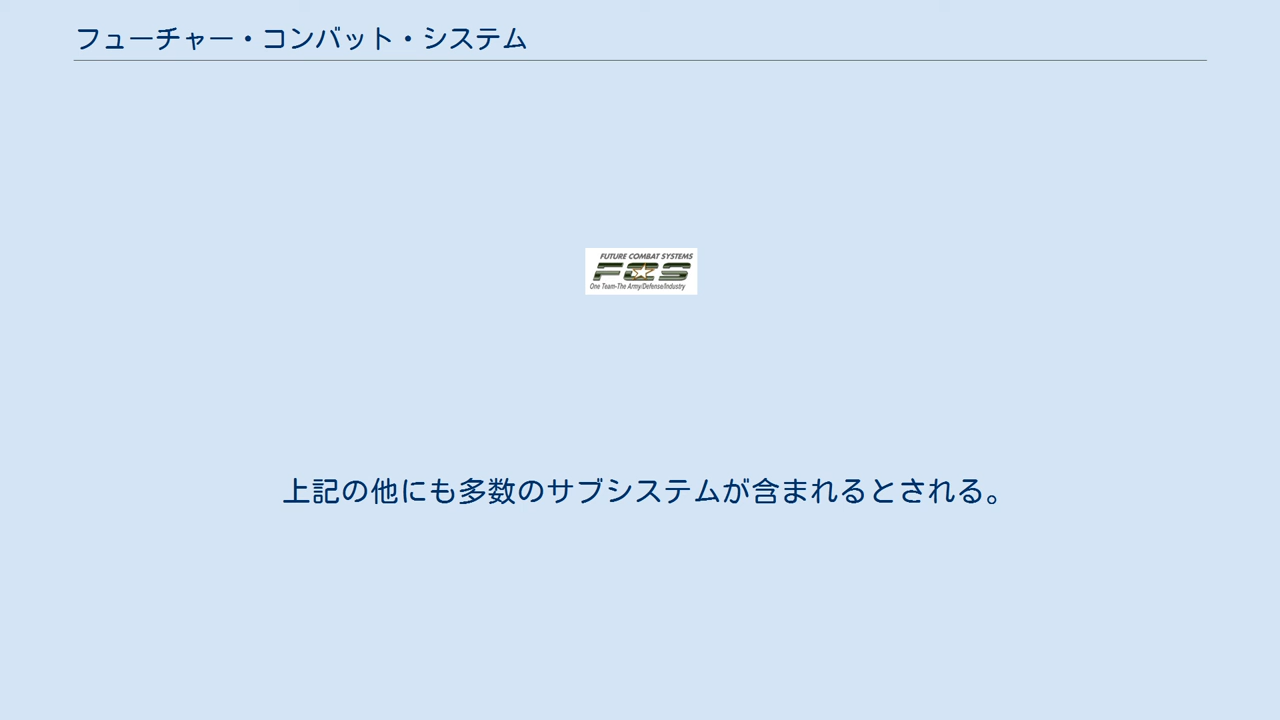 フューチャー・コンバット・システム
FUTURE COMBAT SYSTEMS
FCS
One Team-The Army/Defense/Industry
上記の他にも多数のサブシステムが含まれるとされる。